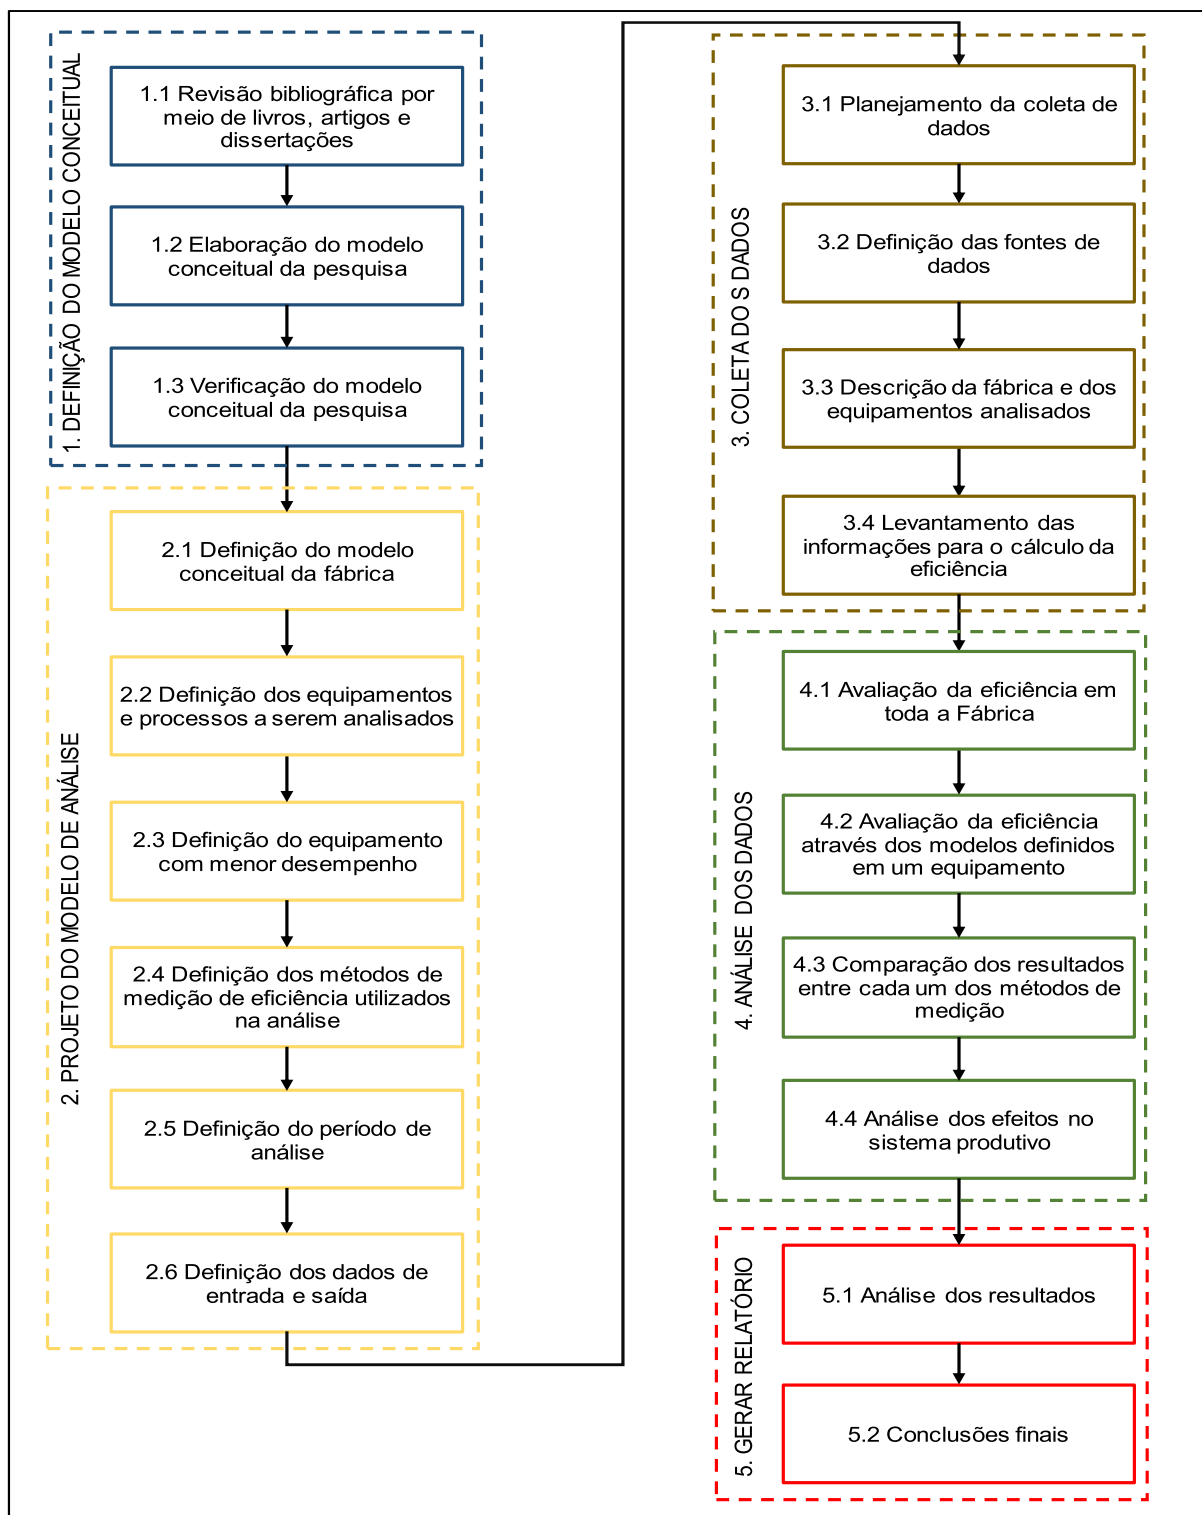 1. DEFINIÇÃO DO MODELO CONCEITUAL
1.1 Revisão bibliográfica por
meio de livros, artigos e
dissertações
1.2 Elaboração do modelo
conceitual da pesquisa
1.3 Verificação do modelo
conceitual da pesquisa
2. PROJETO DO MODELO DE ANÁLISE
2.1 Definição do modelo
conceitual da fábrica
2.2 Definição dos equipamentos
e processos a serem analisados
2.3 Definição do equipamento
com menor desempenho
2.4 Definição dos métodos de
medição de eficiência utilizados
na análise
2.5 Definição do período de
análise
2.6 Definição dos dados de
entrada e saída
3. COLETA DO S DADOS
3.1 Planejamento da coleta de
dados
3.2 Definição das fontes de
dados
3.3 Descrição da fábrica e dos
equipamentos analisados
3.4 Levantamento das
informações para o cálculo da
eficiência
4. ANÁLISE DOS DADOS
4.1 Avaliação da eficiência em
toda a Fábrica
4.2 Avaliação da eficiência
através dos modelos definidos
em um equipamento
4.3 Comparação dos resultados
entre cada um dos métodos de
medição
4.4 Análise dos efeitos no
sistema produtivo
5. GERAR RELATÓRIO
5.1 Análise dos resultados
5.2 Conclusões finais